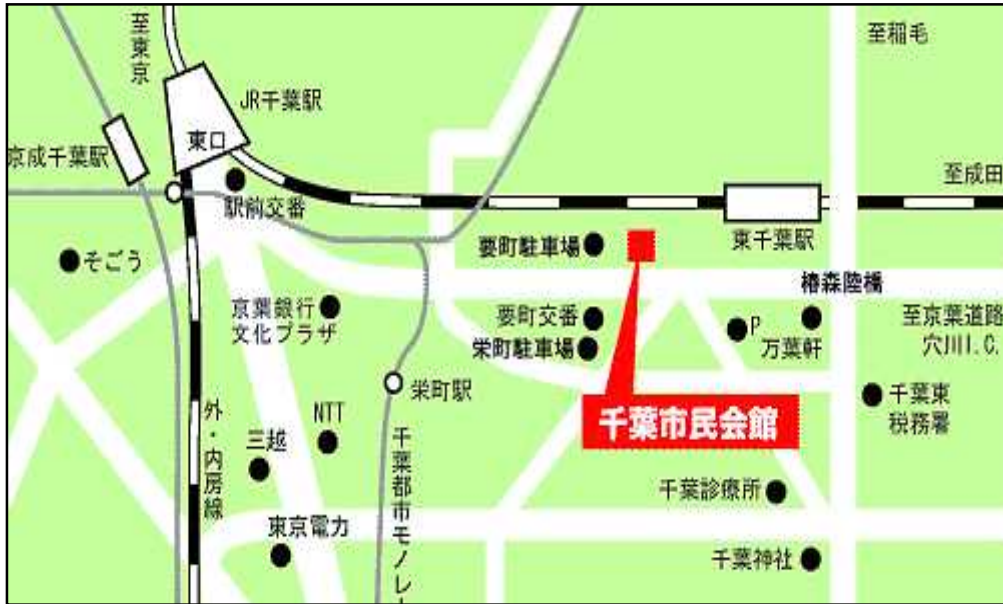 至東京
JR千葉駅
東口
京成千葉駅
駅前交番
そごう
京葉銀行
文化プラザ
栄町駅
NTT
三越
外・内房線
東京電力
千葉都市モノレー
至稲毛
至成田
東千葉駅
要町駐車場
椿森陸橋
要町交番
栄町駐車場
P
万葉軒
至京葉道路
穴川I.C.
千葉市民会館
千葉東
税務署
千葉診療所
千葉神社